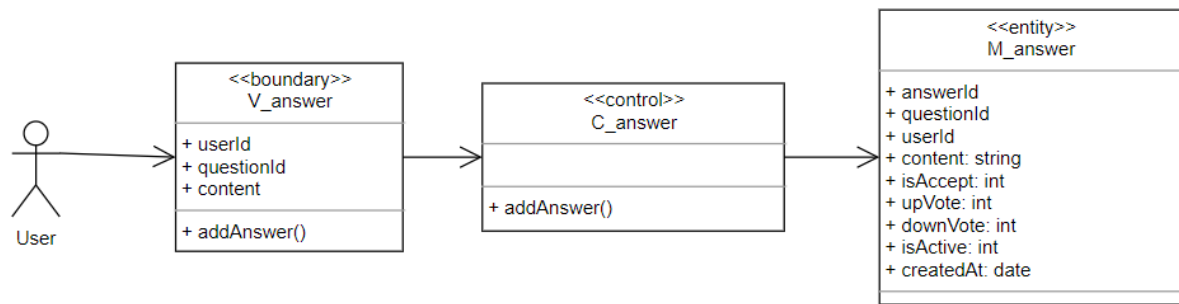 User
<<boundary>>
V_answer
+ userId
+ questionId
+ content
+ addAnswer()
<<control>>
C_answer
+ addAnswer()
<<entity>>
M_answer
+ answerId
+ questionId
+ userId
+ content: string
+ isAccept: int
+ upVote: int
+ downVote: int
+ isActive: int
+ createdAt: date